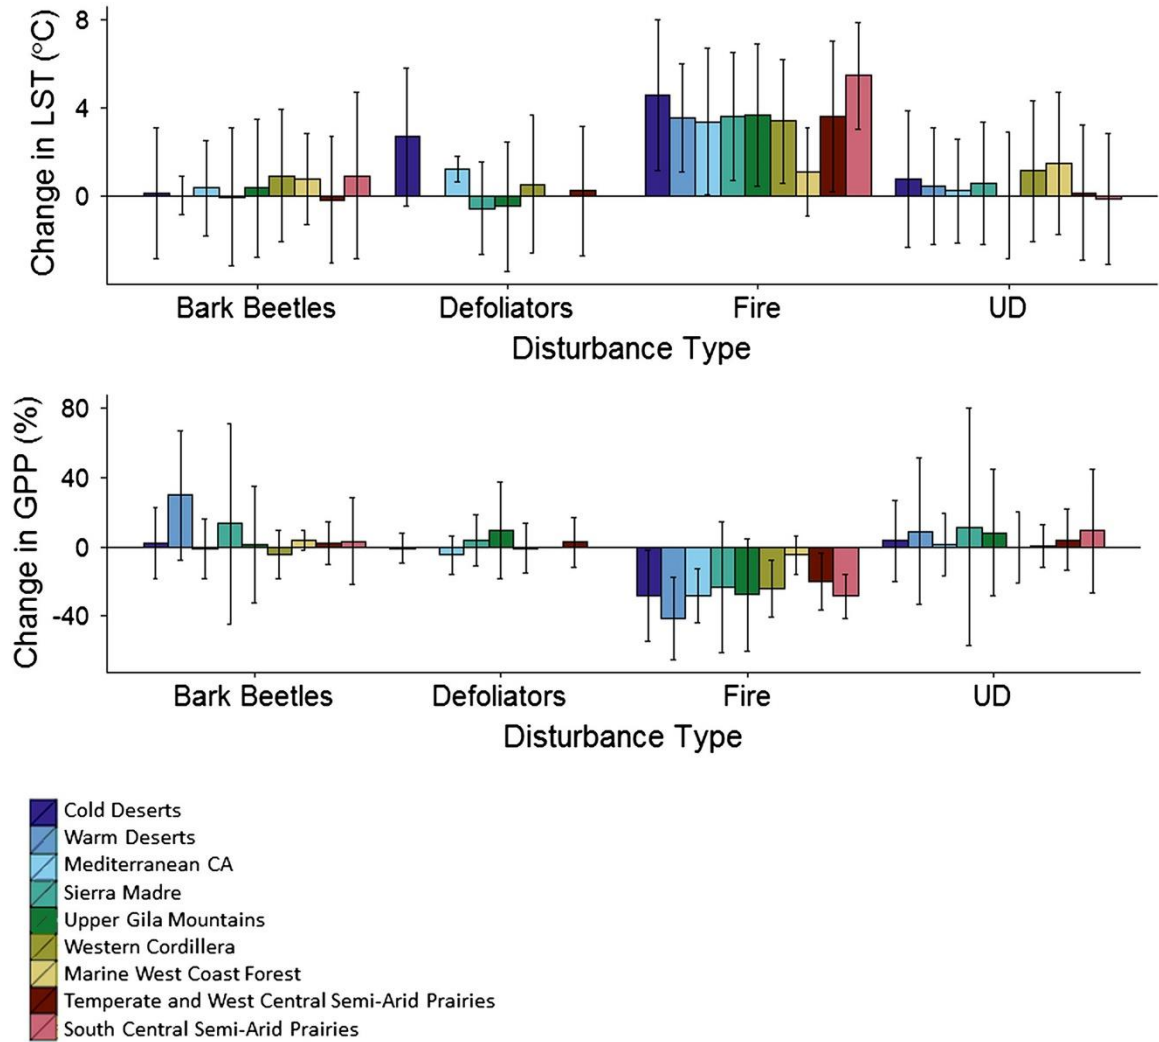 Change in LST (°C)
8
4
0
Bark Beetles Defoliators Fire UD
Disturbance Type
Change in GPP (%)
80
40
0
-40
Bark Beetles Defoliators Fire UD
Disturbance Type
Cold Deserts
Warm Deserts
Mediterranean CA
Sierra Madre
Upper Gila Mountains
Western Cordillera
Marine West Coast Forest
Temperate and West Central Semi-Arid Prairies
South Central Semi-Arid Prairies